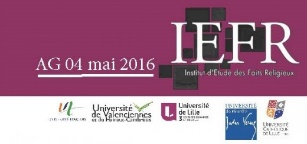 AG 04 mai 2016
IEFR
Institut d'Etude des Faits Religieux
Université
de Valenciennes
et du Hainaut-Cambrésis
Université
de Lille
UNIVERSITÉ
CATHOLIQUE
DE LILLE